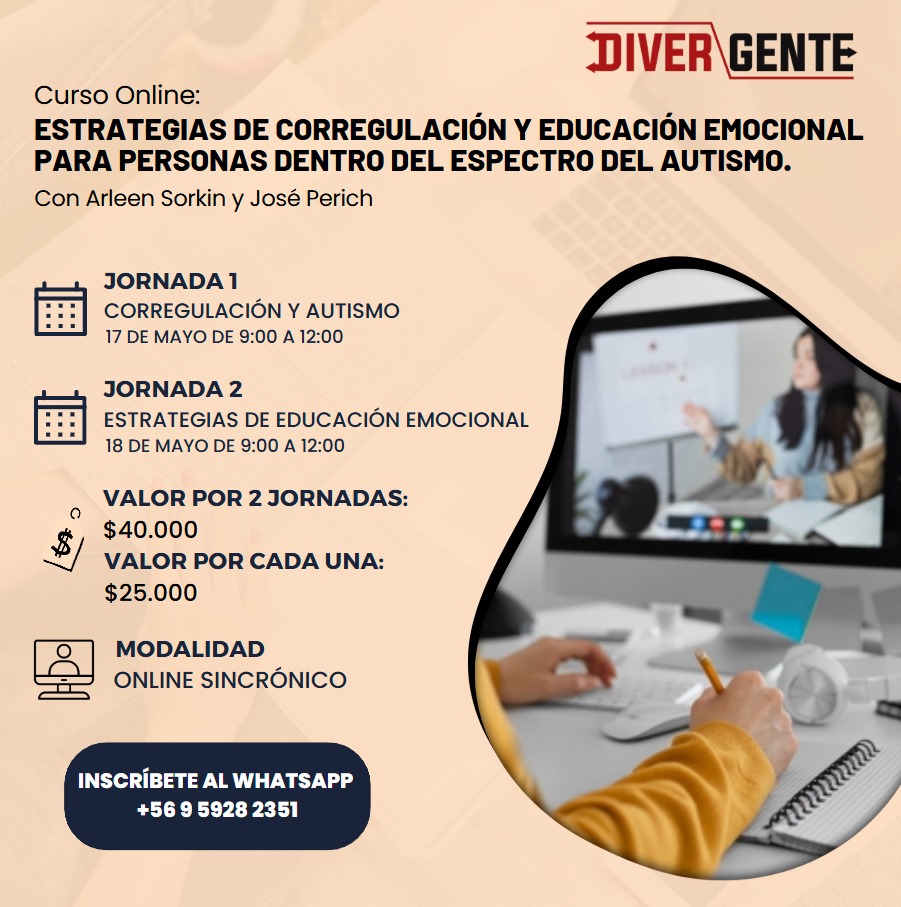 DIVERGENTE
Curso Online:
ESTRATEGIAS DE CORREGULACIÓN Y EDUCACIÓN EMOCIONAL
PARA PERSONAS DENTRO DEL ESPECTRO DEL AUTISMO.
Con Arleen Sorkin y José Perich
JORNADA 1
CORREGULACIÓN Y AUTISMO
17 DE MAYO DE 9:00 A 12:00
JORNADA 2
ESTRATEGIAS DE EDUCACIÓN EMOCIONAL
18 DE MAYO DE 9:00 A 12:00
VALOR POR 2 JORNADAS:
$40.000
VALOR POR CADA UNA:
$25.000
MODALIDAD
ONLINE SINCRÓNICO
INSCRÍBETE AL WHATSAPP
+56 9 5928 2351